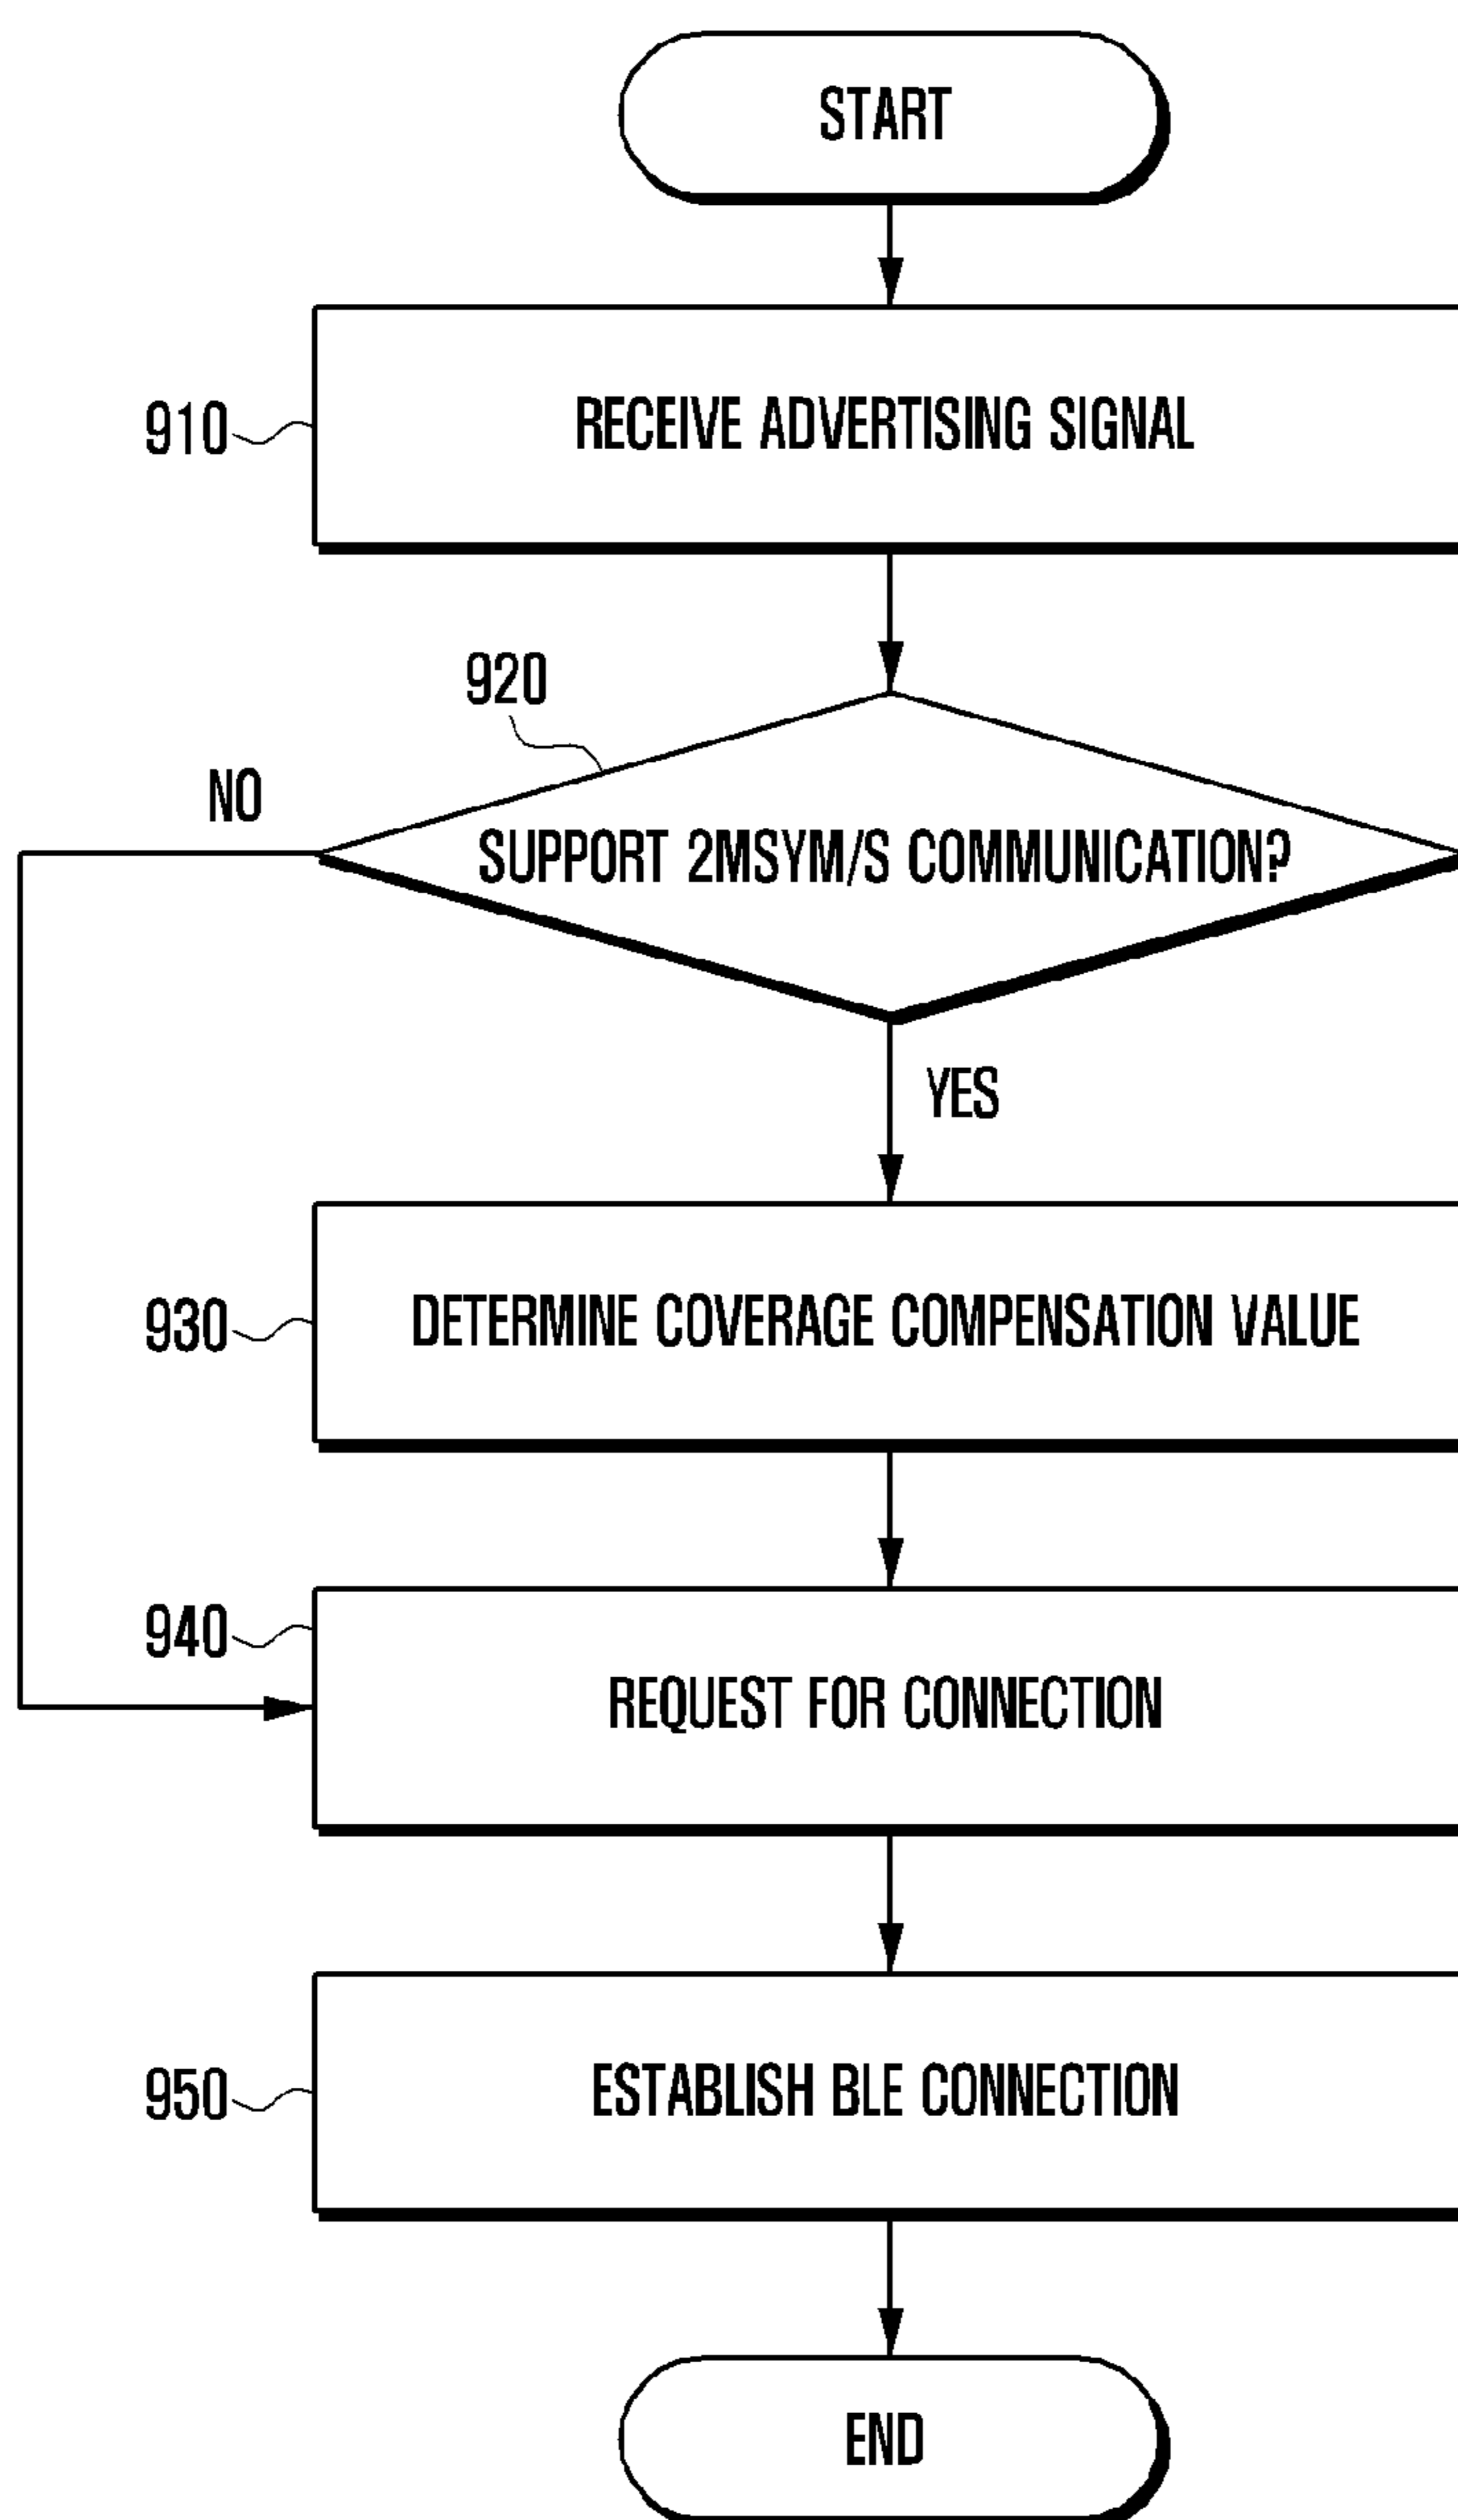 START
910
RECEIVE ADVERTISING SIGNAL
920
NO
SUPPORT 2MSYM/S COMMUNICATION?
YES
930
DETERMINE COVERAGE COMPENSATION VALUE
940
REQUEST FOR CONNECTION
950
ESTABLISH BLE CONNECTION
END